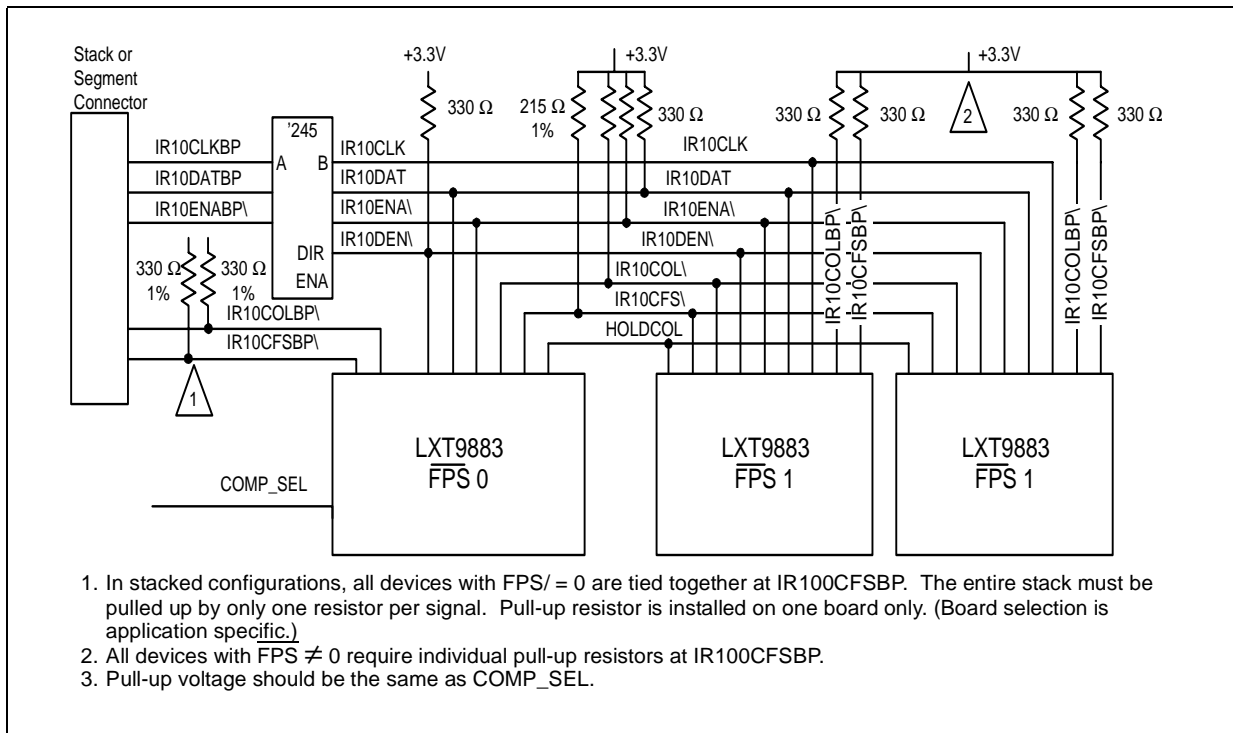 Stack or
Segment
Connector
+3.3V
+3.3V
+3.3V
330 Ω
215 Ω
1%
330 Ω
330 Ω
330 Ω
2
330 Ω
330 Ω
'245
A
B
DIR
ENA
IR10CLKBP
IR10DATBP
IR10ENABP\
IR10CLK
IR10DAT
IR10ENA\
IR10DEN\
IR10CLK
IR10DAT
IR10ENA\
IR10DEN\
IR10COL\
IR10CFS\
HOLDCOL
330 Ω
1%
330 Ω
1%
IR10COLBP\
IR10CFSBP\
1
IR10COLBP\
IR10CFSBP\
IR10COLBP\
IR10CFSBP\
COMP_SEL
LXT9883
FPS 0
LXT9883
FPS 1
LXT9883
FPS 1
1. In stacked configurations, all devices with FPS/ = 0 are tied together at IR100CFSBP. The entire stack must be
pulled up by only one resistor per signal. Pull-up resistor is installed on one board only. (Board selection is
application specific.)
2. All devices with FPS ≠ 0 require individual pull-up resistors at IR100CFSBP.
3. Pull-up voltage should be the same as COMP_SEL.